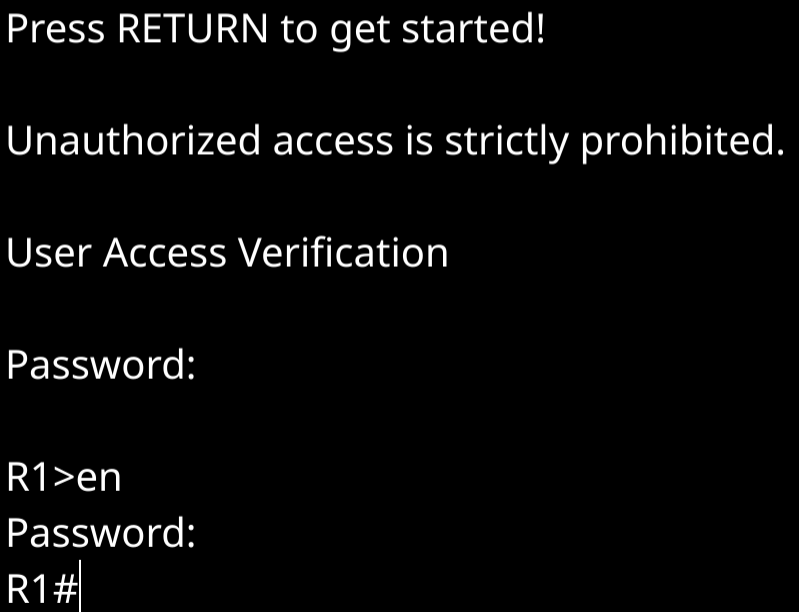 Press RETURN to get started!
Unauthorized access is strictly prohibited.
User Access Verification
Password:
R1>en
Password:
R1#